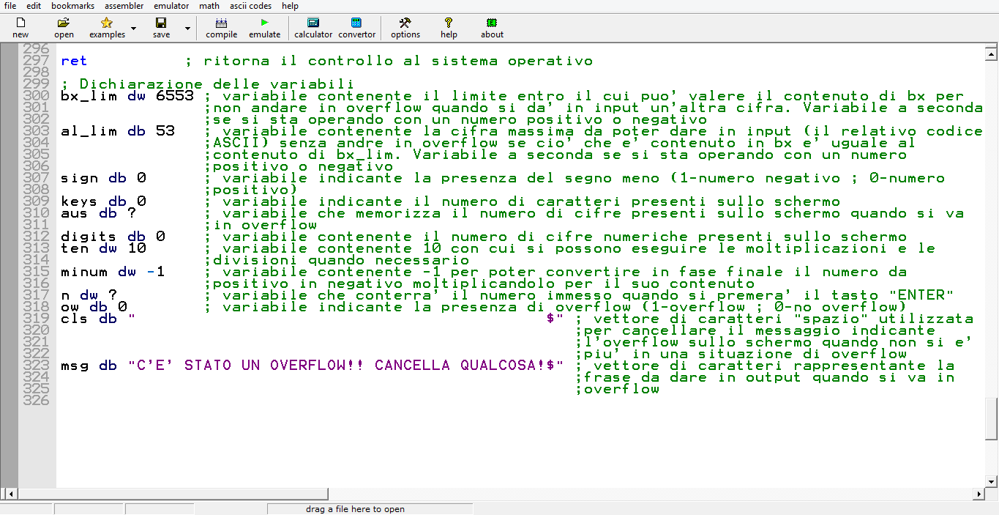 file edit bookmarks assembler emulator math ascii codes help
new open examples save compile emulate calculator convertor options help about
296
297 ret ; ritorna il controllo al sistema operativo
298
299 ; Dichiarazione delle variabili
300 bx_lim dw 6553 ; variabile contenente il limite entro il cui puo' valere il contenuto di bx per
301 ;non andare in overflow quando si da' in input un'altra cifra. Variabile a seconda
302 ;se si sta operando con un numero positivo o negativo
303 al_lim db 53 ; variabile contenente la cifra massima da poter dare in input (il relativo codice
304 ;ASCII) senza andre in overflow se cio' che e' contenuto in bx e' uguale al
305 ;contenuto di bx_lim. Variabile a seconda se si sta operando con un numero
306 ;positivo o negativo
307 sign db 0 ; variabile indicante la presenza del segno meno (1-numero negativo ; 0-numero
308 ;positivo)
309 keys db 0 ; variabile indicante il numero di caratteri presenti sullo schermo
310 aus db ? ; variabile che memorizza il numero di cifre presenti sullo schermo quando si va
311 ;in overflow
312 digits db 0 ; variabile contenente il numero di cifre numeriche presenti sullo schermo
313 ten dw 10 ; variabile contenente 10 con cui si possono eseguire le moltiplicazioni e le
314 ;divisioni quando necessario
315 minum dw -1 ; variabile contenente -1 per poter convertire in fase finale il numero da
316 ;positivo in negativo moltiplicandolo per il suo contenuto
317 n dw ? ; variabile che conterra' il numero immesso quando si premera' il tasto "ENTER"
318 ow db 0 ; variabile indicante la presenza di overflow (1-overflow ; 0-no overflow)
319 cls db " $" ; vettore di caratteri "spazio" utilizzata
320 ;per cancellare il messaggio indicante
321 ;l'overflow sullo schermo quando non si e'
322 ;piu' in una situazione di overflow
323 msg db "C'E' STATO UN OVERFLOW!! CANCELLA QUALCOSA!$" ; vettore di caratteri rappresentante la
324 ;frase da dare in output quando si va in
325 ;overflow
326
drag a file here to open